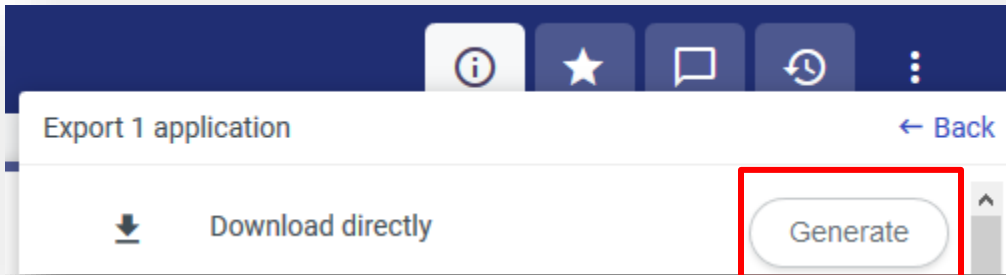 Export 1 application
← Back
Download directly
Generate